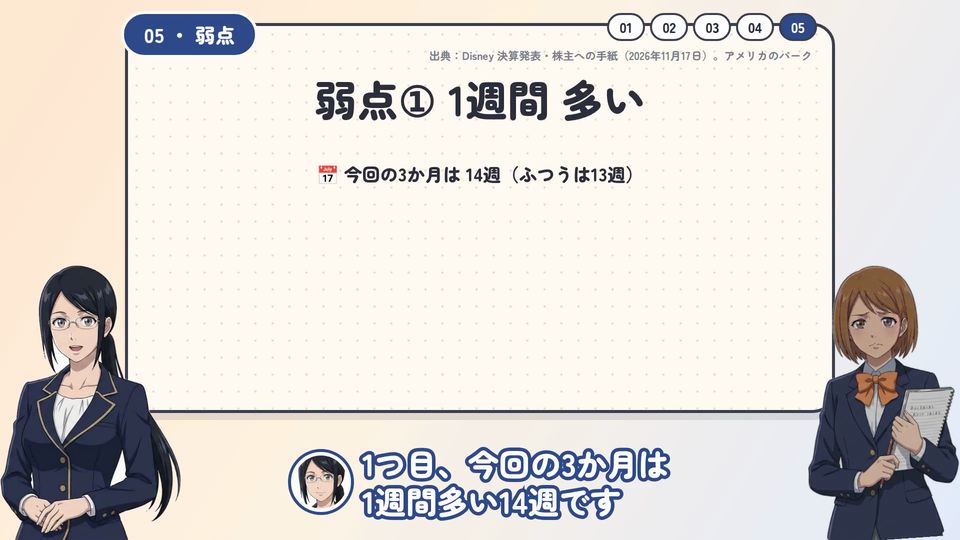 05 ・ 弱点
01 02 03 04 05
出典：Disney 決算発表・株主への手紙（2026年11月17日）。アメリカのパーク
弱点① 1週間 多い
📅 今回の3か月は 14週（ふつうは13週）
1つ目、今回の3か月は
1週間多い14週です